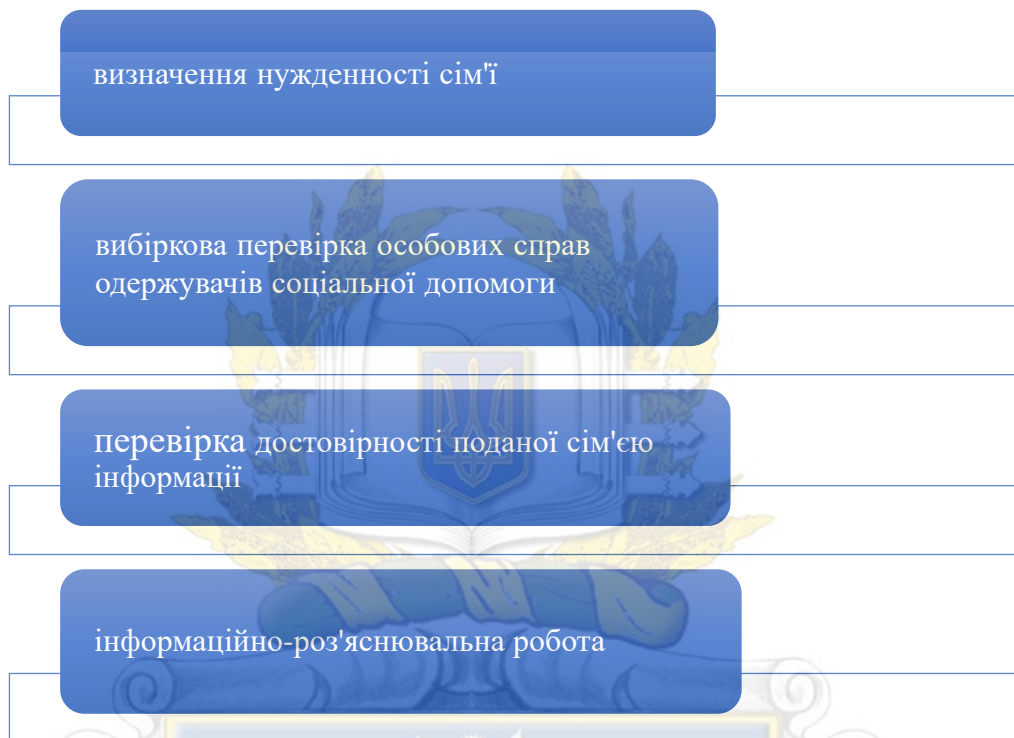 визначення нужденності сім'ї
вибіркова перевірка особових справ
одержувачів соціальної допомоги
перевірка достовірності поданої сім'єю
інформації
інформаційно-роз'яснювальна робота